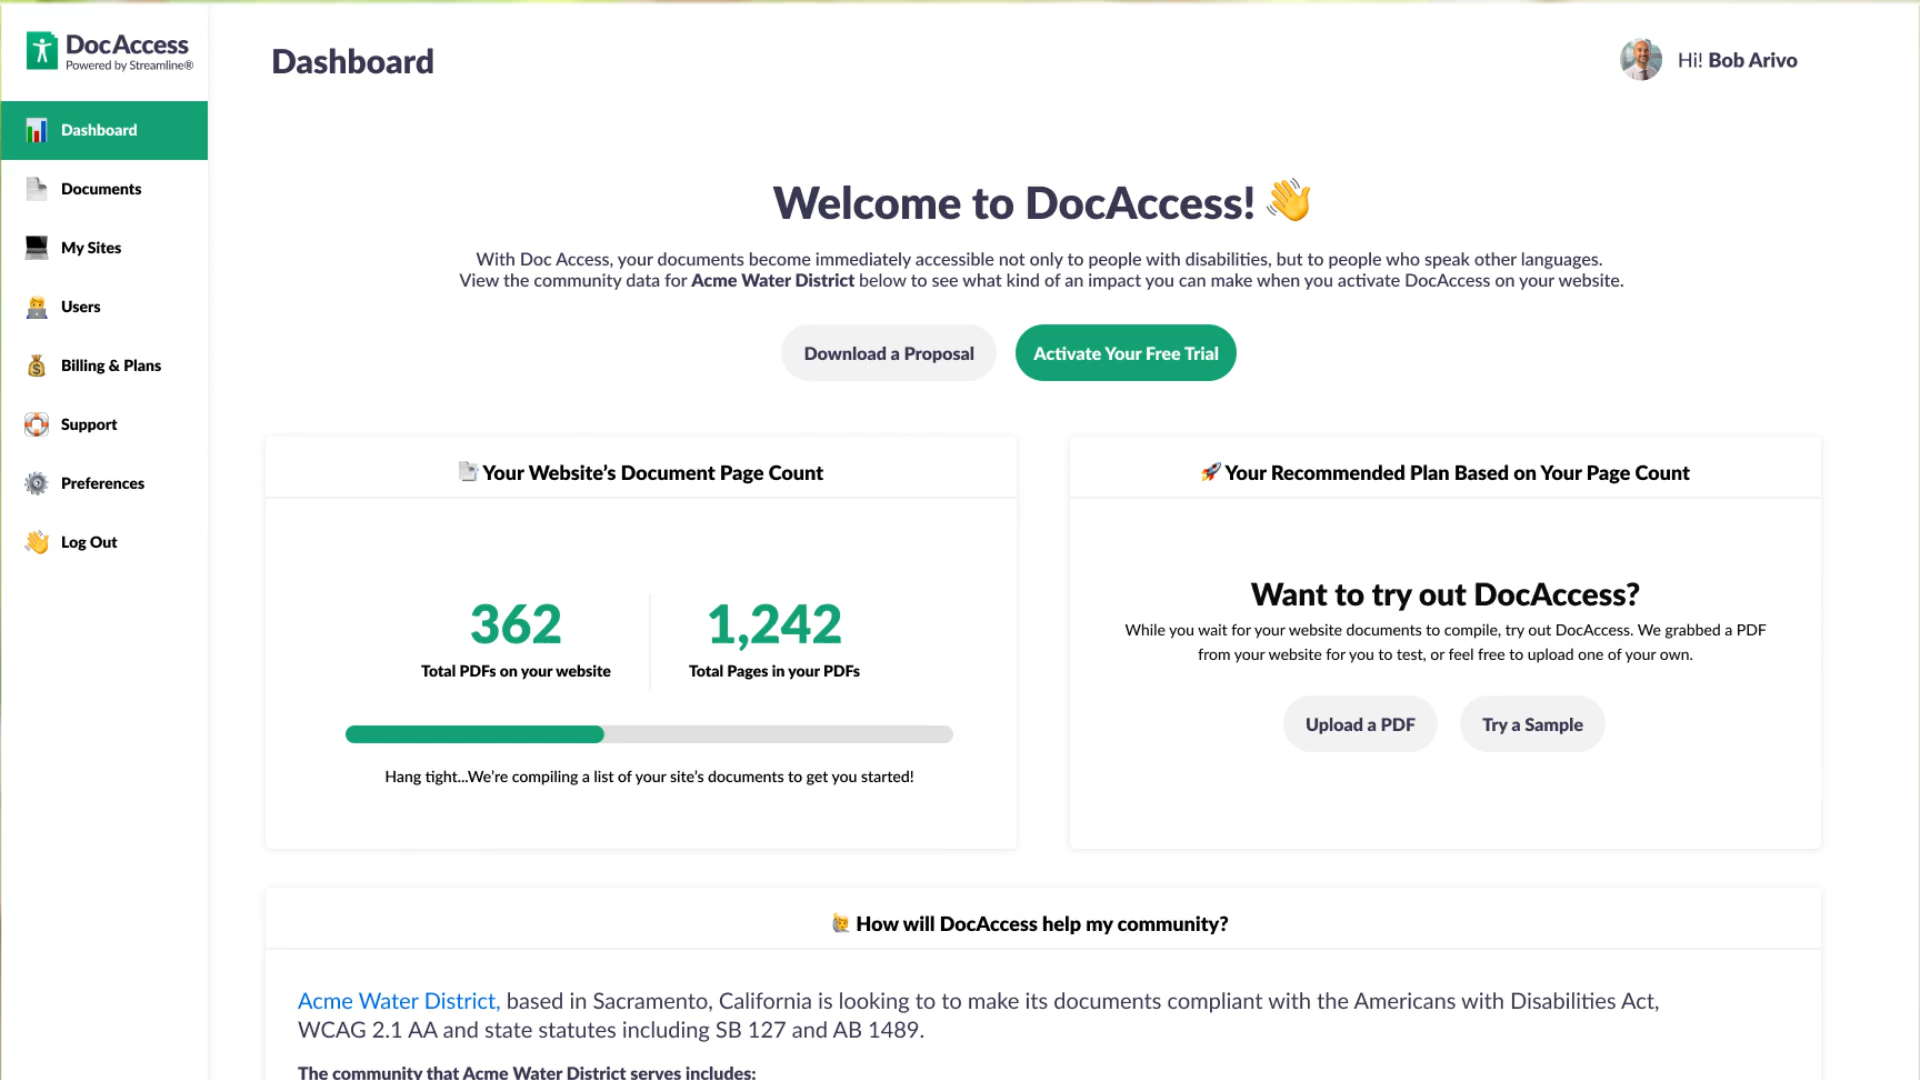 DocAccess
Powered by Streamline®
Dashboard
Hi! Bob Arivo
Dashboard
Documents
My Sites
Users
Billing & Plans
Support
Preferences
Log Out
Welcome to DocAccess!
With Doc Access, your documents become immediately accessible not only to people with disabilities, but to people who speak other languages.
View the community data for Acme Water District below to see what kind of an impact you can make when you activate DocAccess on your website.
Download a Proposal
Activate Your Free Trial
Your Website's Document Page Count
362
Total PDFs on your website
1,242
Total Pages in your PDFs
Hang tight...We're compiling a list of your site's documents to get you started!
Your Recommended Plan Based on Your Page Count
Want to try out DocAccess?
While you wait for your website documents to compile, try out DocAccess. We grabbed a PDF
from your website for you to test, or feel free to upload one of your own.
Upload a PDF
Try a Sample
How will DocAccess help my community?
Acme Water District, based in Sacramento, California is looking to to make its documents compliant with the Americans with Disabilities Act,
WCAG 2.1 AA and state statutes including SB 127 and AB 1489.
The community that Acme Water District serves includes: